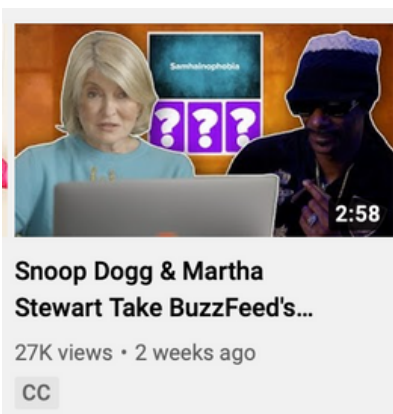 Samhainophobia
? ? ?
2:58
Snoop Dogg & Martha
Stewart Take BuzzFeed's...
27K views • 2 weeks ago
CC